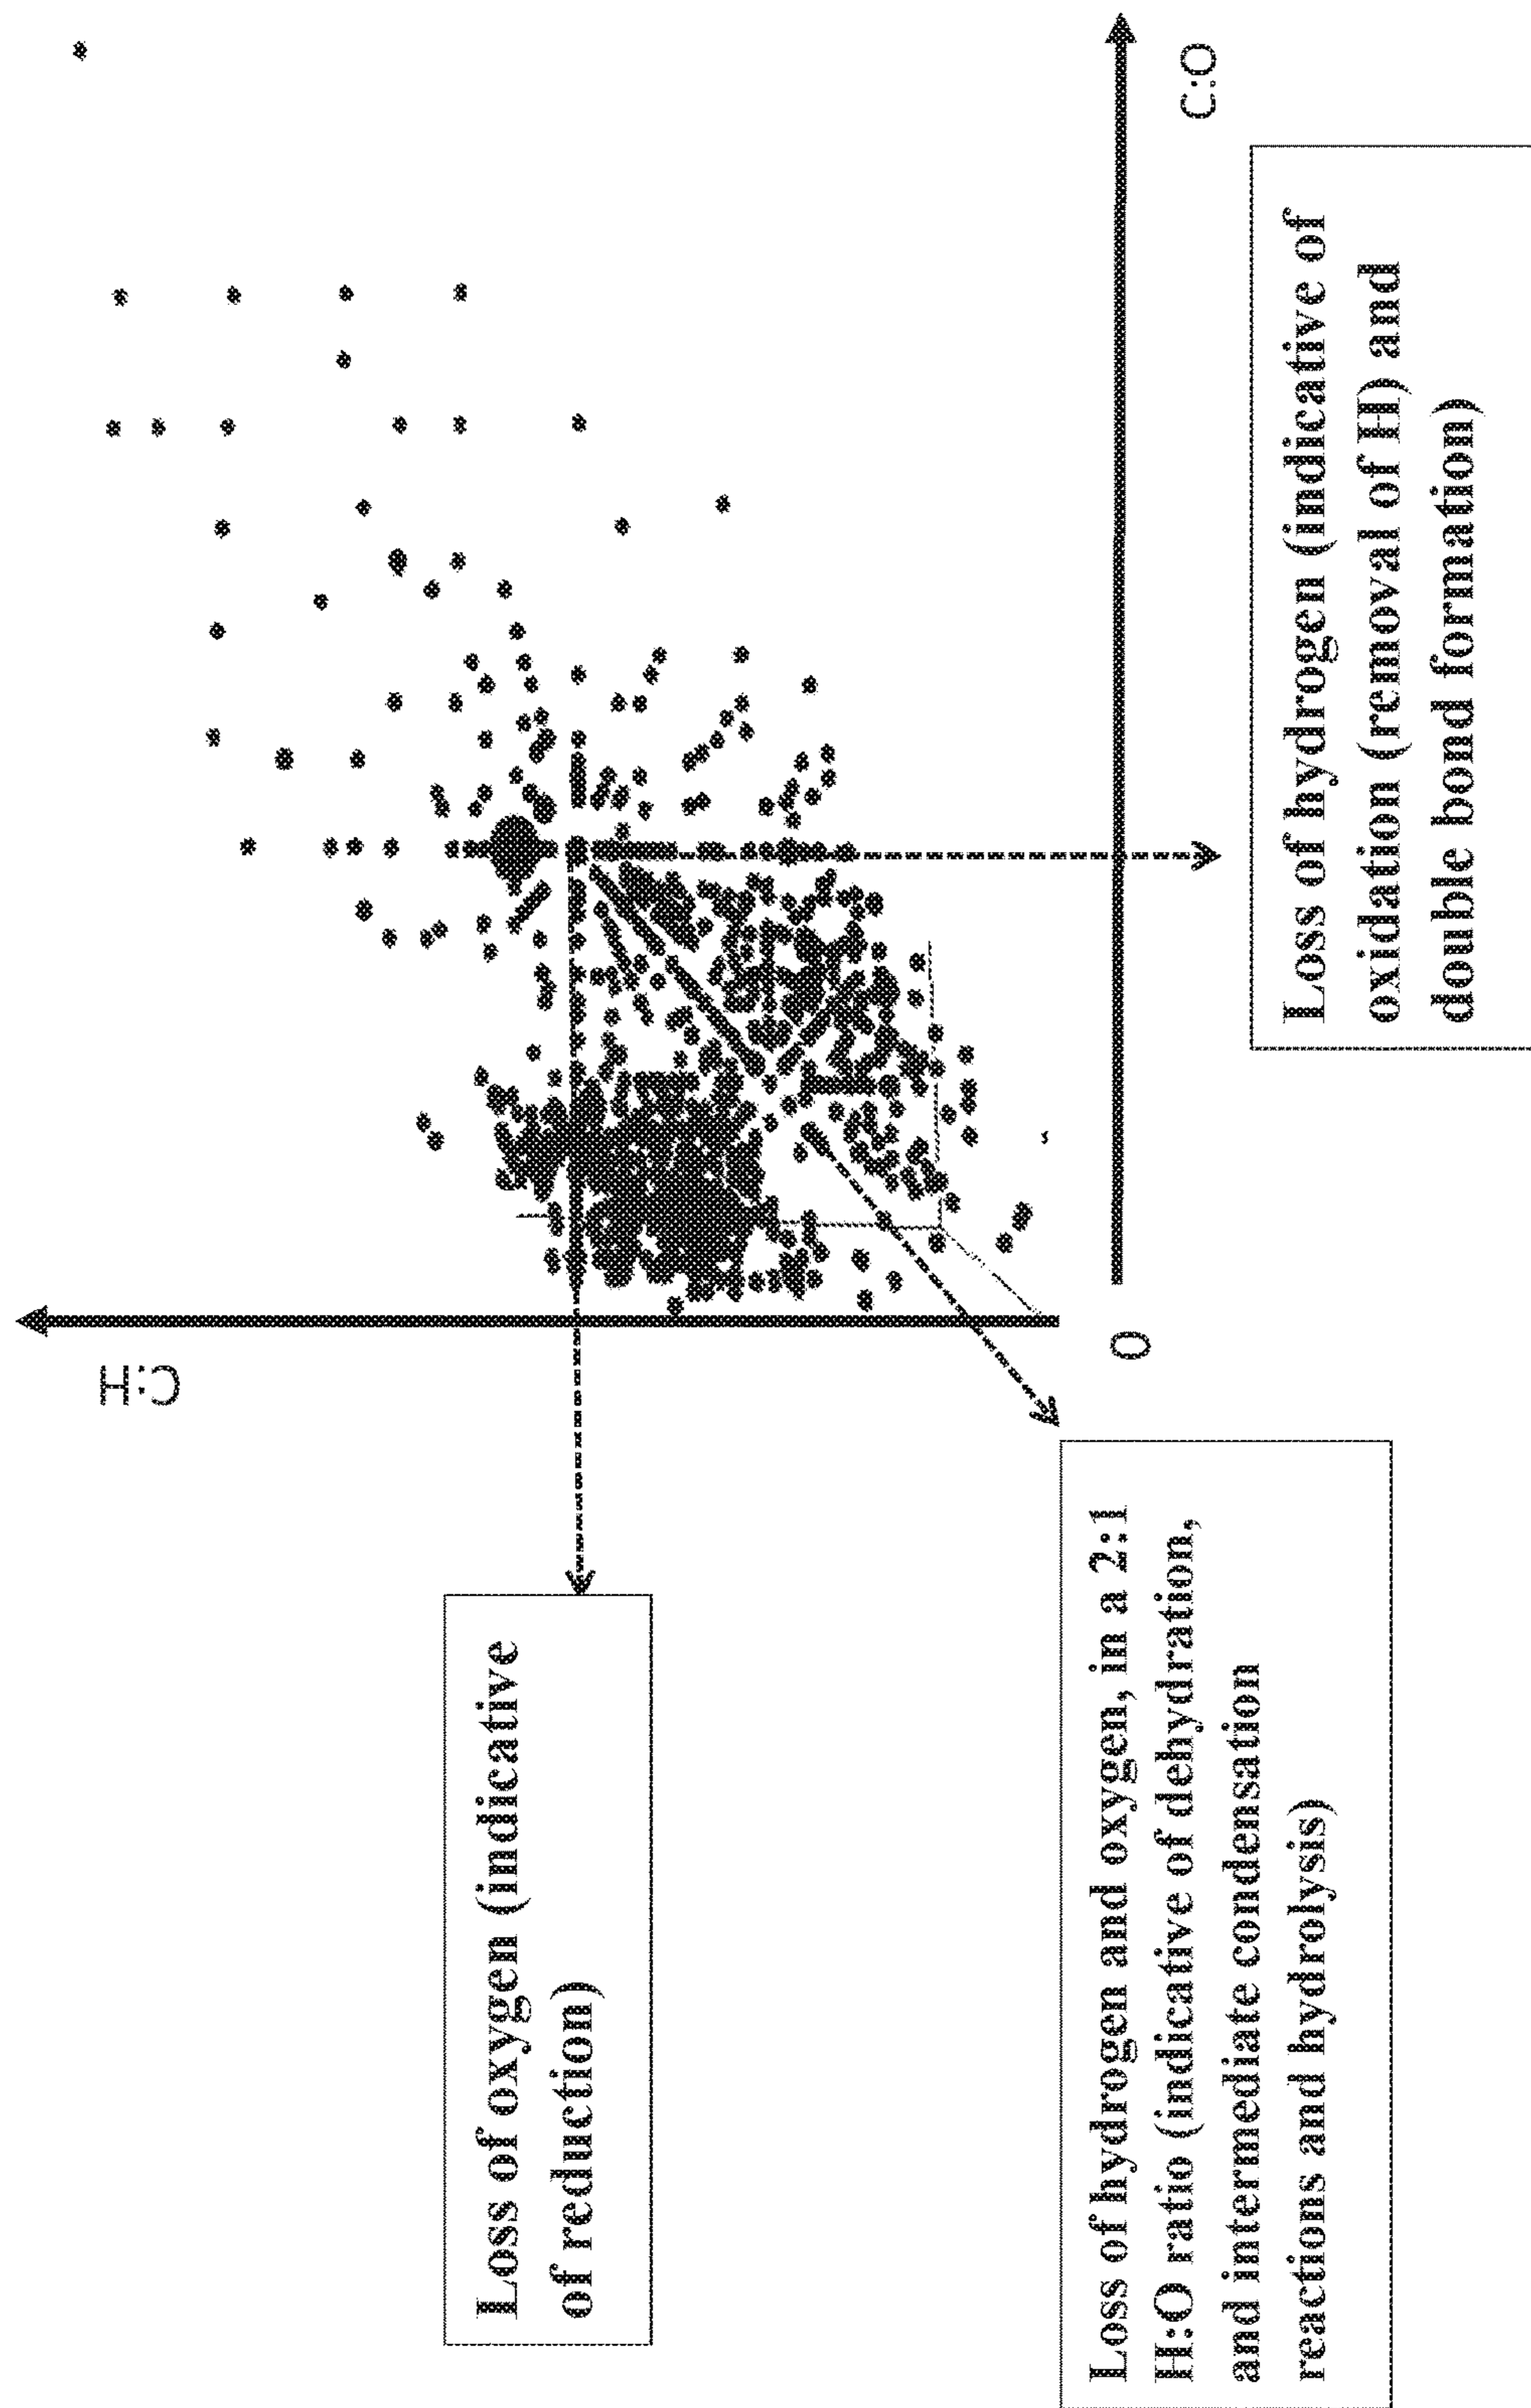 C:H
Loss of oxygen (indicative
of reduction)
Loss of hydrogen and oxygen, in a 2:1
H:O ratio (indicative of dehydration,
and intermediate condensation
reactions and hydrolysis)
0
C:O
Loss of hydrogen (indicative of
oxidation (removal of H) and
double bond formation)